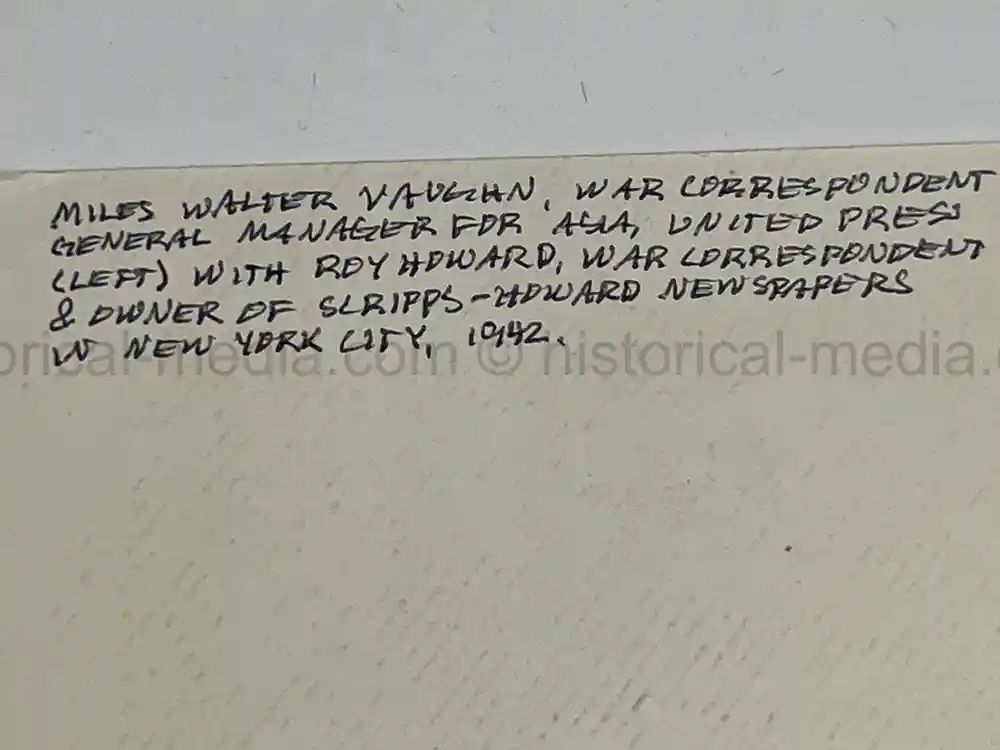 MILES WALTER VAUGHN, WAR CORRESPONDENT
GENERAL MANAGER FOR ASIA, UNITED PRESS
(LEFT) WITH ROY HOWARD, WAR CORRESPONDENT
& OWNER OF SCRIPPS-HOWARD NEWSPAPERS
IN NEW YORK CITY, 1942.
orical-media.com © historical-media.